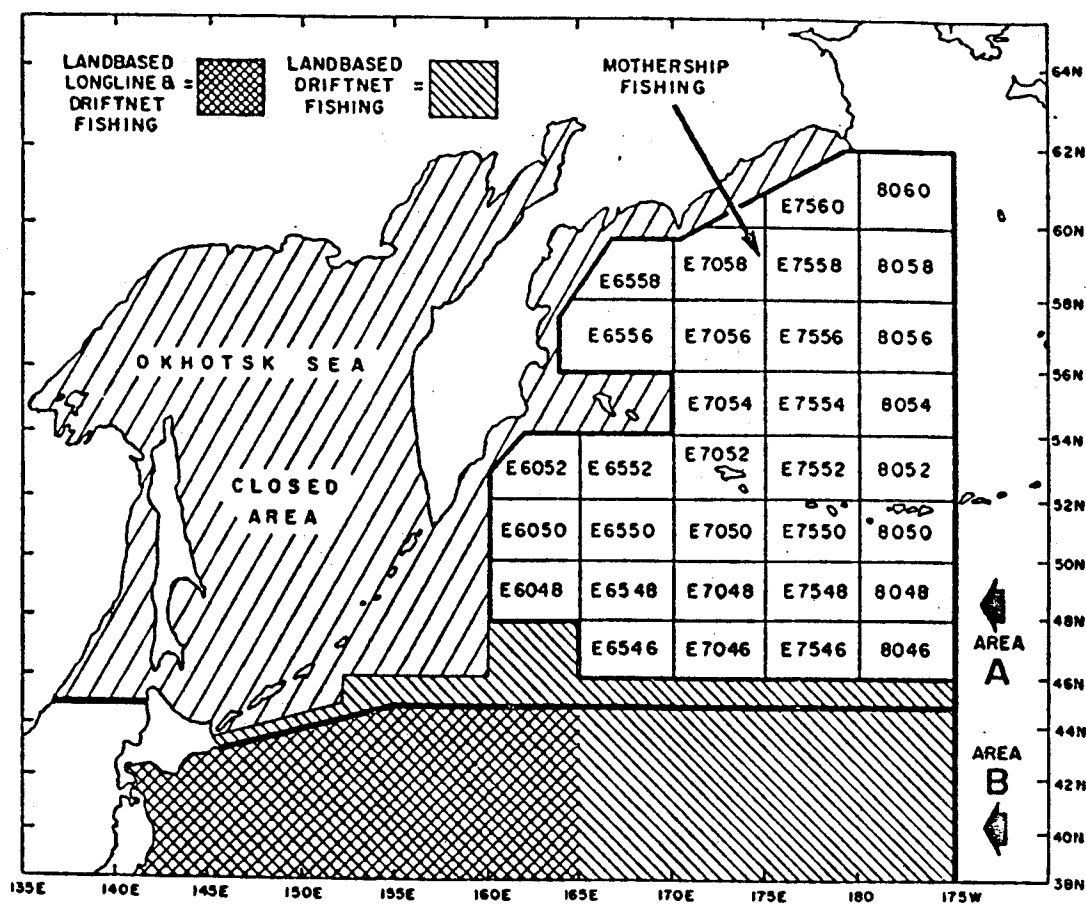 LANDBASED
LONGLINE & =
DRIFTNET
FISHING
LANDBASED
DRIFTNET =
FISHING
MOTHERSHIP
FISHING
64N
62N
60N
58N
56N
54N
52N
50N
48N
46N
44N
42N
40N
38N
E7560 8060
E6558 E7058 E7558 8058
E6556 E7056 E7556 8056
E7054 E7554 8054
E6052 E6552 E7052 E7552 8052
E6050 E6550 E7050 E7550 8050
E6048 E6548 E7048 E7548 8048
E6546 E7046 E7546 8046
OKHOTSK SEA
CLOSED
AREA
AREA
A
AREA
B
135E 140E 145E 150E 155E 160E 165E 170E 175E 180 175W